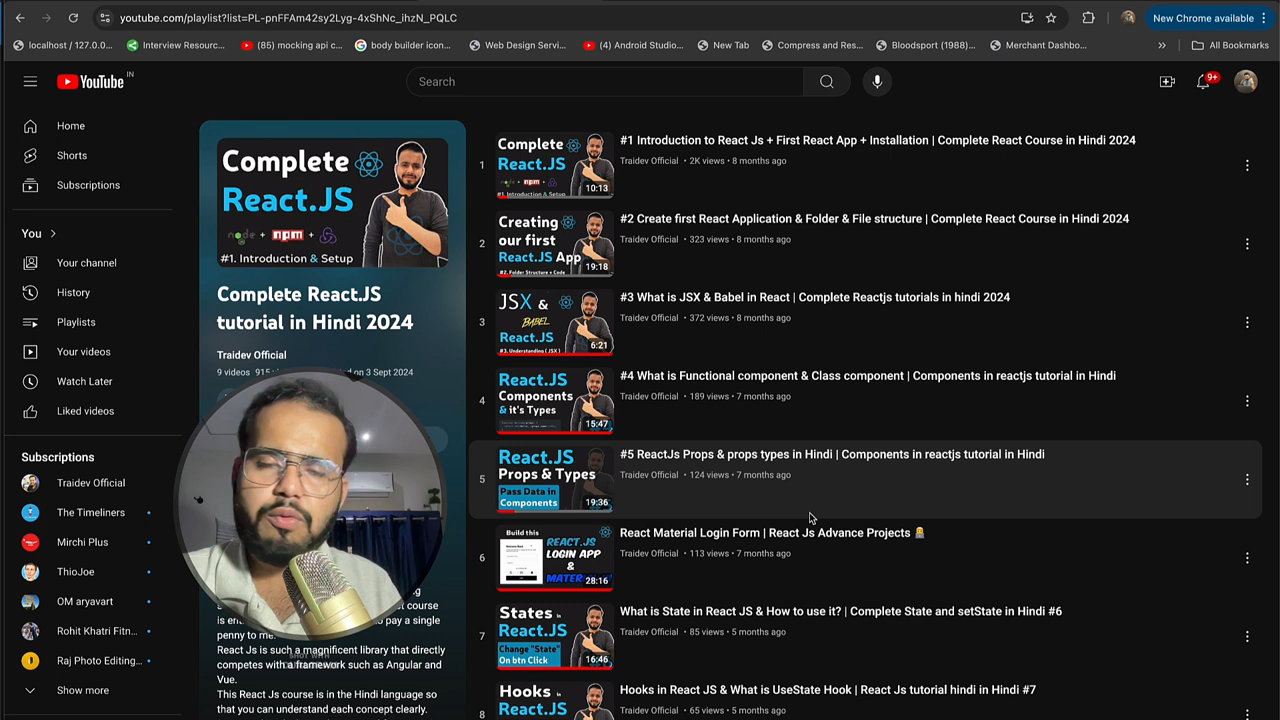 youtube.com/playlist?list=PL-pnFFAm42sy2Lyg-4xShNc_ihzN_PQLC
New Chrome available
localhost / 127.0.0...
Interview Resourc...
(85) mocking api c...
body builder icon...
Web Design Servi...
(4) Android Studio...
New Tab
Compress and Res...
Bloodsport (1988)...
Merchant Dashbo...
»
All Bookmarks
YouTube IN
Search
9+
Home
Shorts
Subscriptions
You
Your channel
History
Playlists
Your videos
Watch Later
Liked videos
Subscriptions
Traidev Official
The Timeliners
Mirchi Plus
ThioJoe
OM aryavart
Rohit Khatri Fitn...
Raj Photo Editing...
Show more
Complete
React.JS
node + npm +
#1. Introduction & Setup
Complete React.JS
tutorial in Hindi 2024
Traidev Official
9 videos 915
on 3 Sept 2024
course
is en
o pay a single
penny to me.
React Js is such a magnificent library that directly
competes with a framework such as Angular and
Vue.
This React Js course is in the Hindi language so
that you can understand each concept clearly.
1
Complete
React.JS
#1. Introduction & Setup
10:13
#1 Introduction to React Js + First React App + Installation | Complete React Course in Hindi 2024
Traidev Official • 2K views • 8 months ago
2
Creating
our first
React.JS App
#2. Folder Structure + Code
19:18
#2 Create first React Application & Folder & File structure | Complete React Course in Hindi 2024
Traidev Official • 323 views • 8 months ago
3
JSX &
BABEL
React.JS
#3. Understanding ( JSX )
6:21
#3 What is JSX & Babel in React | Complete Reactjs tutorials in hindi 2024
Traidev Official • 372 views • 8 months ago
4
React.JS
Components
& it's Types
15:47
#4 What is Functional component & Class component | Components in reactjs tutorial in Hindi
Traidev Official • 189 views • 7 months ago
5
React.JS
Props & Types
Pass Data in
Components
19:36
#5 ReactJs Props & props types in Hindi | Components in reactjs tutorial in Hindi
Traidev Official • 124 views • 7 months ago
6
Build this
REACT.JS
LOGIN APP
&
28:16
React Material Login Form | React Js Advance Projects
Traidev Official • 113 views • 7 months ago
7
States in
React.JS
Change "State"
On btn Click
16:46
What is State in React JS & How to use it? | Complete State and setState in Hindi #6
Traidev Official • 85 views • 5 months ago
8
Hooks in
React.JS
Hooks in React JS & What is UseState Hook | React Js tutorial hindi in Hindi #7
Traidev Official • 65 views • 5 months ago